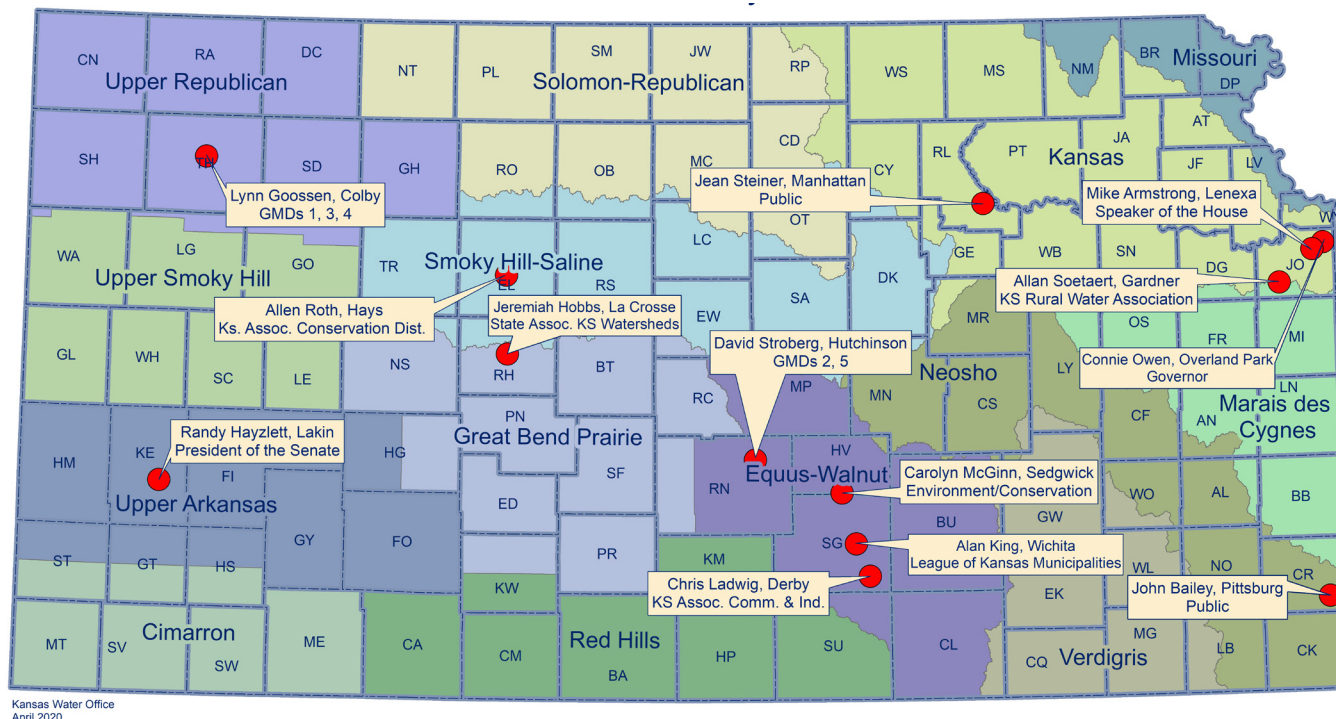 CN
RA
DC
Upper Republican
NT
PL
SM
JW
Solomon-Republican
RP
WS
MS
NM
BR
Missouri
DP
SH
SD
GH
RO
OB
MC
CD
CY
RL
PT
JA
Kansas
AT
JF
LV
Lynn Goossen, Colby
GMDs 1, 3, 4
Jean Steiner, Manhattan
Public
Mike Armstrong, Lenexa
Speaker of the House
WA
LG
GO
Upper Smoky Hill
TR
Smoky Hill-Saline
RS
LC
OT
DK
SA
EW
GE
WB
SN
DG
JO
Allan Soetaert, Gardner
KS Rural Water Association
Allen Roth, Hays
Ks. Assoc. Conservation Dist.
Jeremiah Hobbs, La Crosse
State Assoc. KS Watersheds
David Stroberg, Hutchinson
GMDs 2, 5
MR
OS
FR
MI
Connie Owen, Overland Park
Governor
GL
WH
SC
LE
NS
RH
BT
RC
MP
MN
Neosho
CS
LY
CF
AN
LN
Marais des
Cygnes
Randy Hayzlett, Lakin
President of the Senate
HM
KE
FI
HG
PN
Great Bend Prairie
SF
Upper Arkansas
ED
RN
HV
Equus-Walnut
Carolyn McGinn, Sedgwick
Environment/Conservation
BU
GW
WO
AL
BB
ST
GT
HS
GY
FO
PR
KM
SG
Alan King, Wichita
League of Kansas Municipalities
Chris Ladwig, Derby
KS Assoc. Comm. & Ind.
KW
EK
WL
NO
CR
John Bailey, Pittsburg
Public
MT
SV
Cimarron
SW
ME
CA
CM
Red Hills
BA
HP
SU
CL
CQ
Verdigris
MG
LB
CK
Kansas Water Office
April 2020